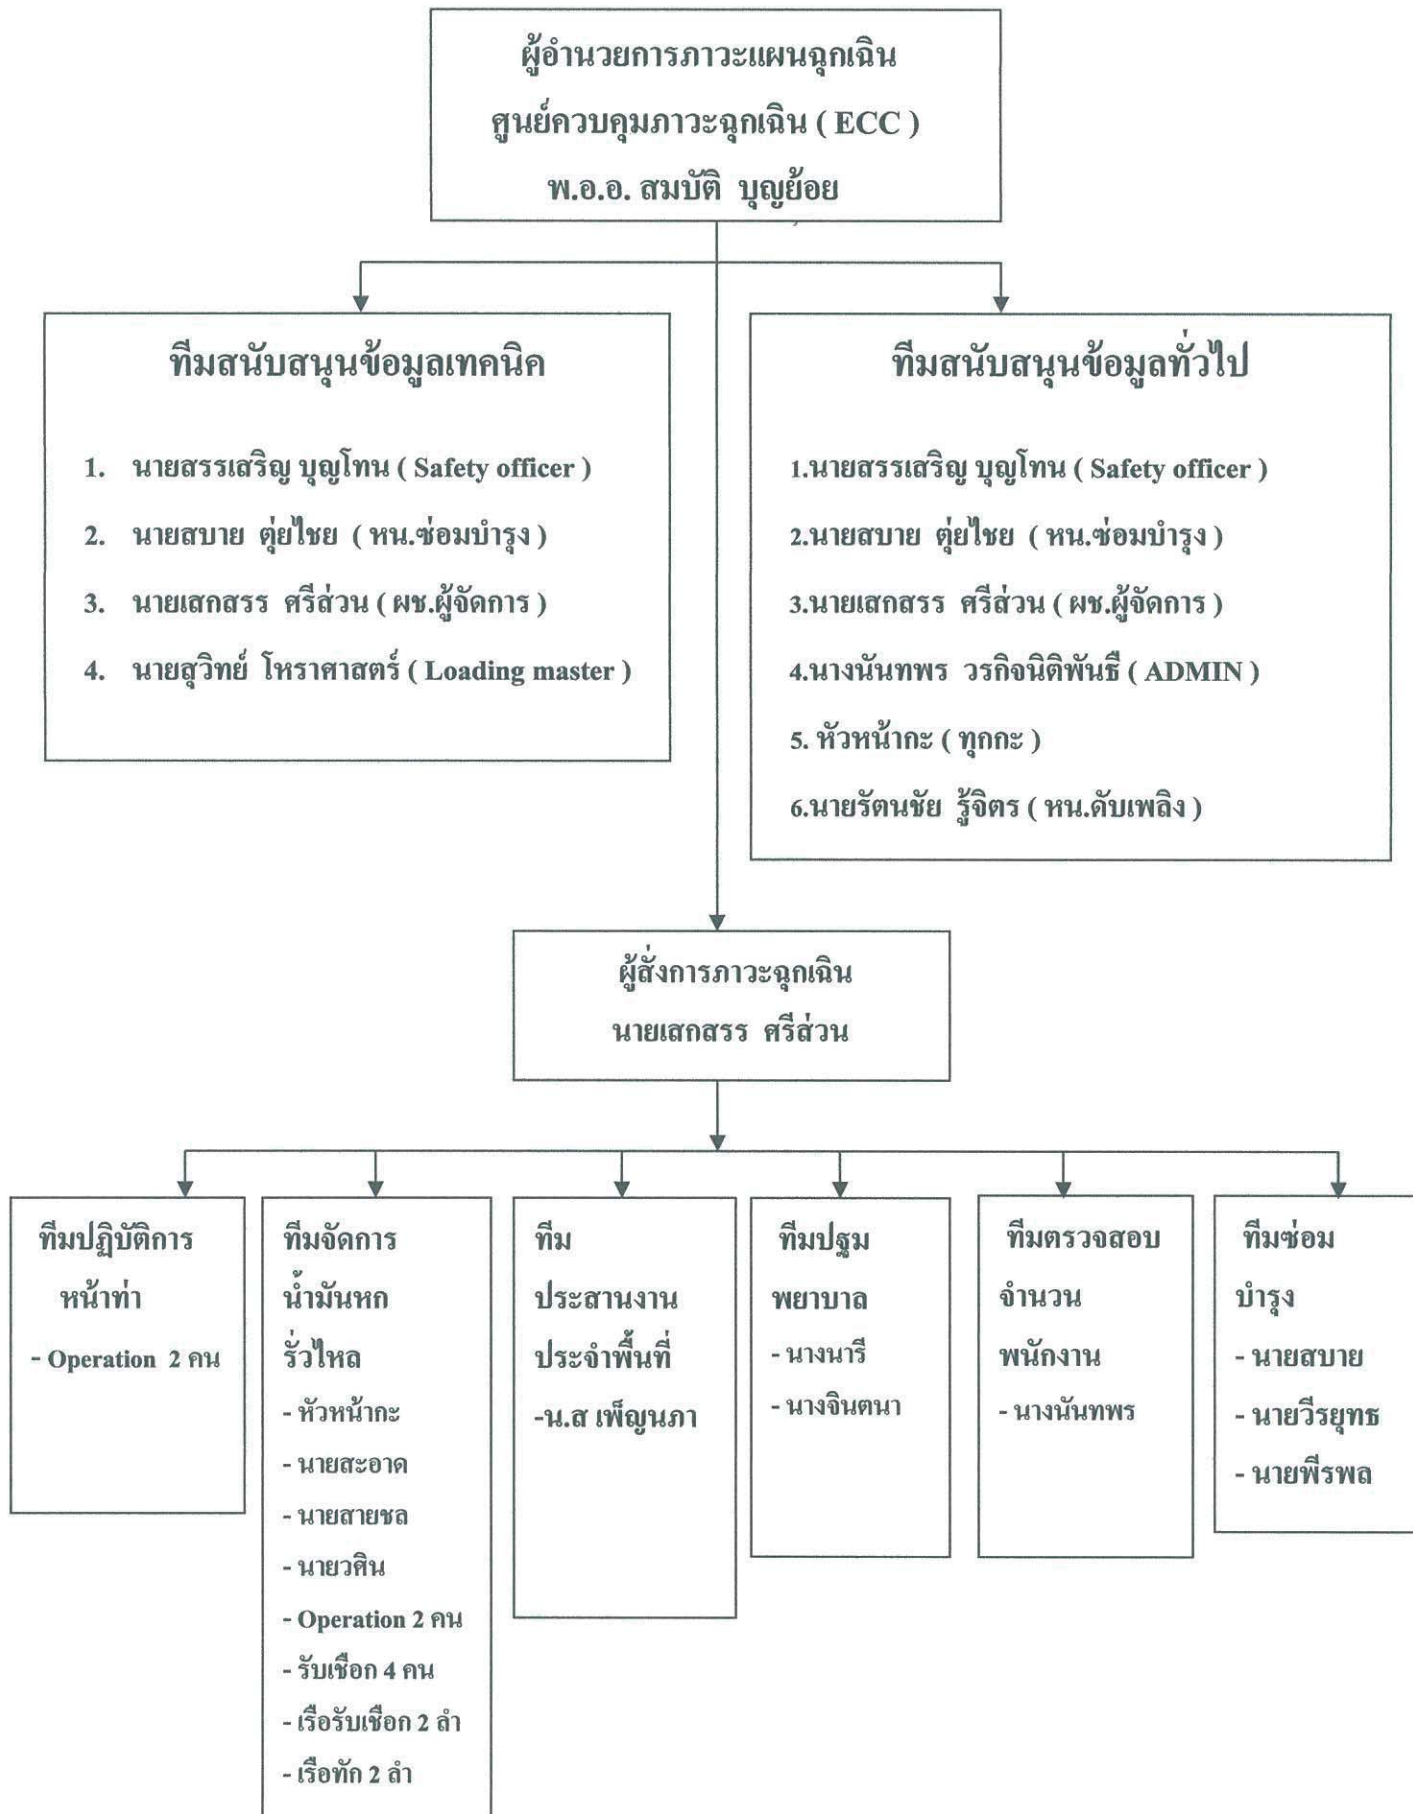 ผู้อำนวยการภาวะแผนฉุกเฉิน
ศูนย์ควบคุมภาวะฉุกเฉิน ( ECC )
พ.อ.อ. สมบัติ บุญย้อย
ทีมสนับสนุนข้อมูลเทคนิค
1. นายสรรเสริญ บุญโทน ( Safety officer )
2. นายสบาย ตุ่ยไชย ( หน.ซ่อมบำรุง )
3. นายเสกสรร ศรีส่วน ( ผช.ผู้จัดการ )
4. นายสุวิทย์ โหราศาสตร์ ( Loading master )
ทีมสนับสนุนข้อมูลทั่วไป
1.นายสรรเสริญ บุญโทน ( Safety officer )
2.นายสบาย ตุ่ยไชย ( หน.ซ่อมบำรุง )
3.นายเสกสรร ศรีส่วน ( ผช.ผู้จัดการ )
4.นางนันทพร วรกิจนิติพันธ์ ( ADMIN )
5. หัวหน้ากะ ( ทุกกะ )
6.นายรัตนชัย รู้จิตร ( หน.ดับเพลิง )
ผู้สั่งการภาวะฉุกเฉิน
นายเสกสรร ศรีส่วน
ทีมปฏิบัติการ
หน้าท่า
- Operation 2 คน
ทีมจัดการ
น้ำมันหก
รั่วไหล
- หัวหน้ากะ
- นายสะอาด
- นายสายชล
- นายวศิน
- Operation 2 คน
- รับเชือก 4 คน
- เรือรับเชือก 2 ลำ
- เรือทัก 2 ลำ
ทีม
ประสานงาน
ประจำพื้นที่
-น.ส เพ็ญนภา
ทีมปฐม
พยาบาล
- นางนารี
- นางจินตนา
ทีมตรวจสอบ
จำนวน
พนักงาน
- นางนันทพร
ทีมซ่อม
บำรุง
- นายสบาย
- นายวีรยุทธ
- นายพีรพล